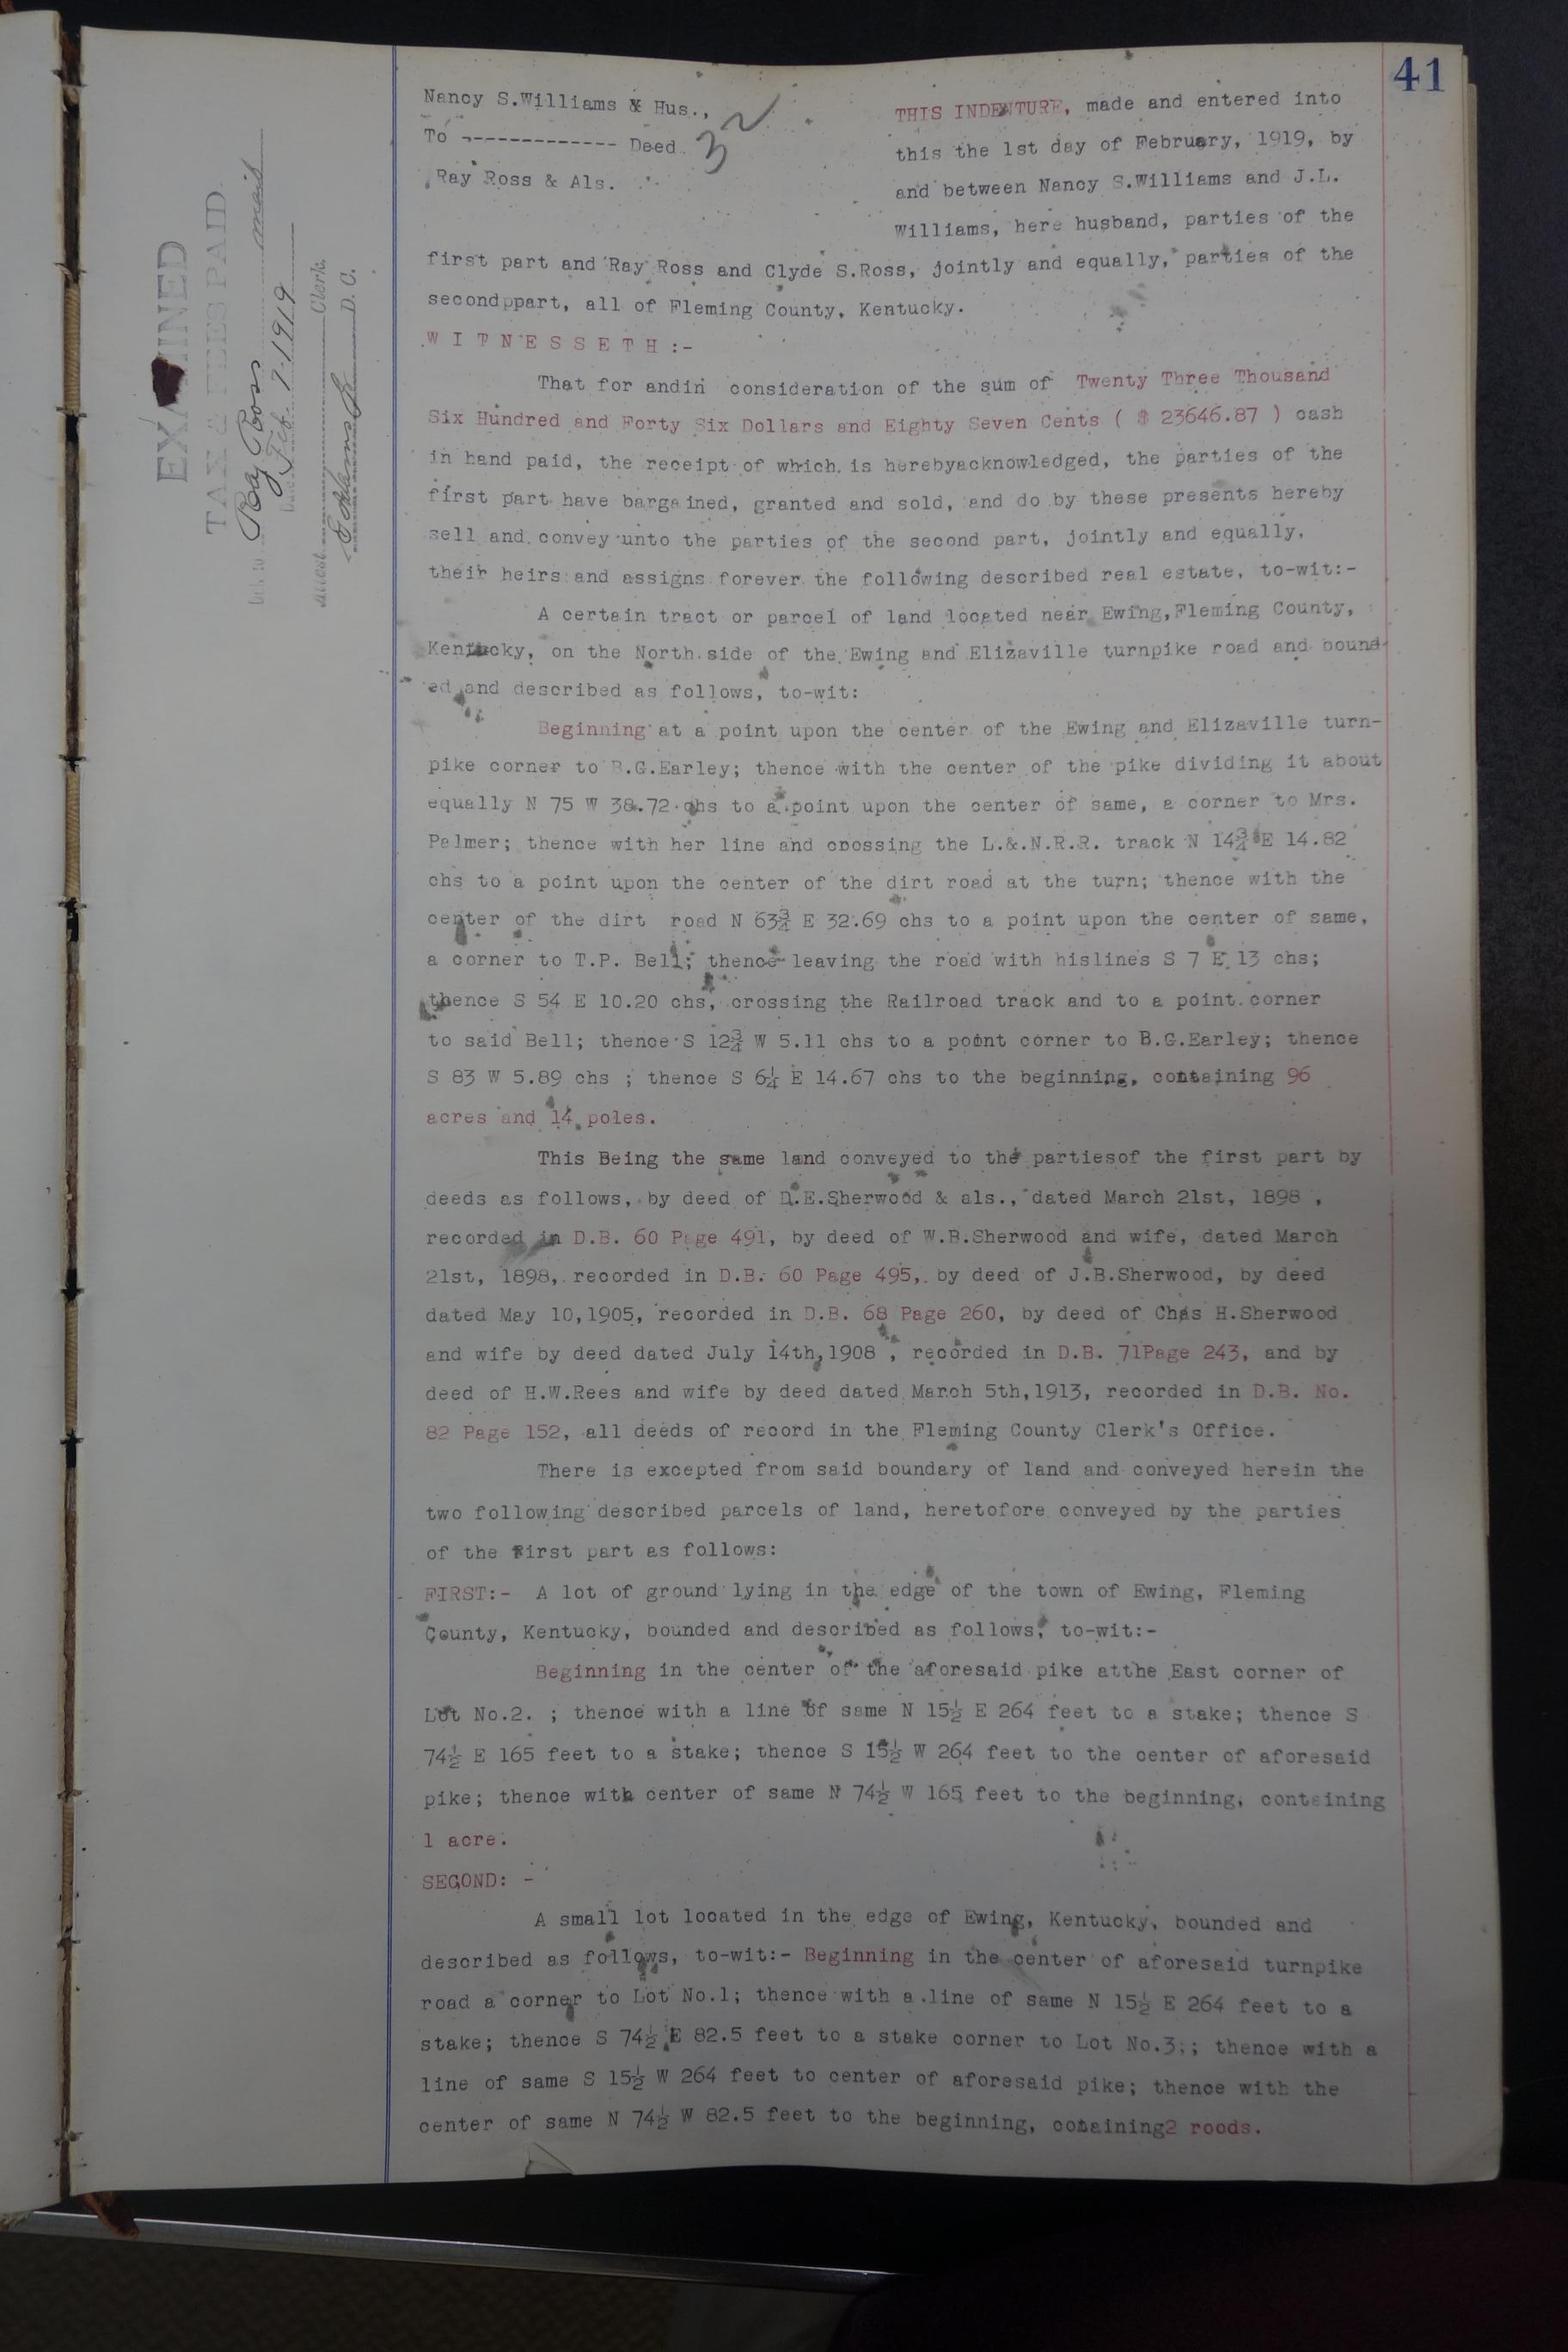 41
Nancy S.Williams & Hus.,
To ------------- Deed.
Ray Ross & Als.
32
THIS INDENTURE, made and entered into
this the 1st day of February, 1919, by
and between Nancy S.Williams and J.L.
Williams, here husband, parties of the
first part and Ray Ross and Clyde S.Ross, jointly and equally, parties of the
secondppart, all of Fleming County, Kentucky.
W I T N E S S E T H :-
That for andin consideration of the sum of Twenty Three Thousand
Six Hundred and Forty Six Dollars and Eighty Seven Cents ( $ 23646.87 ) cash
in hand paid, the receipt of which is herebyacknowledged, the parties of the
first part have bargained, granted and sold, and do by these presents hereby
sell and convey unto the parties of the second part, jointly and equally,
their heirs and assigns forever the following described real estate, to-wit:-
A certain tract or parcel of land located near Ewing,Fleming County,
Kentucky, on the North side of the Ewing and Elizaville turnpike road and bound-
ed and described as follows, to-wit:
Beginning at a point upon the center of the Ewing and Elizaville turn-
pike corner to B.G.Earley; thence with the center of the pike dividing it about
equally N 75 W 38.72 chs to a point upon the center of same, a corner to Mrs.
Palmer; thence with her line and crossing the L.&.N.R.R. track N 14¾ E 14.82
chs to a point upon the center of the dirt road at the turn; thence with the
center of the dirt road N 63¾ E 32.69 chs to a point upon the center of same,
a corner to T.P. Bell; thence leaving the road with hislines S 7 E 13 chs;
thence S 54 E 10.20 chs, crossing the Railroad track and to a point corner
to said Bell; thence S 12¾ W 5.11 chs to a point corner to B.G.Earley; thence
S 83 W 5.89 chs ; thence S 6¼ E 14.67 chs to the beginning, containing 96
acres and 14 poles.
This Being the same land conveyed to the partiesof the first part by
deeds as follows, by deed of D.E.Sherwood & als., dated March 21st, 1898 ,
recorded in D.B. 60 Page 491, by deed of W.B.Sherwood and wife, dated March
21st, 1898, recorded in D.B. 60 Page 495, by deed of J.B.Sherwood, by deed
dated May 10,1905, recorded in D.B. 68 Page 260, by deed of Chas H.Sherwood
and wife by deed dated July 14th,1908 , recorded in D.B. 71Page 243, and by
deed of H.W.Rees and wife by deed dated March 5th,1913, recorded in D.B. No.
82 Page 152, all deeds of record in the Fleming County Clerk's Office.
There is excepted from said boundary of land and conveyed herein the
two following described parcels of land, heretofore conveyed by the parties
of the first part as follows:
FIRST:- A lot of ground lying in the edge of the town of Ewing, Fleming
County, Kentucky, bounded and described as follows, to-wit:-
Beginning in the center of the aforesaid pike atthe East corner of
Lot No.2. ; thence with a line of same N 15½ E 264 feet to a stake; thence S
74½ E 165 feet to a stake; thence S 15½ W 264 feet to the center of aforesaid
pike; thence with center of same N 74½ W 165 feet to the beginning, containing
1 acre.
SECOND: -
A small lot located in the edge of Ewing, Kentucky, bounded and
described as follows, to-wit:- Beginning in the center of aforesaid turnpike
road a corner to Lot No.1; thence with a line of same N 15½ E 264 feet to a
stake; thence S 74½ E 82.5 feet to a stake corner to Lot No.3.; thence with a
line of same S 15½ W 264 feet to center of aforesaid pike; thence with the
center of same N 74½ W 82.5 feet to the beginning, cotaining2 roods.
EXAMINED
TAX & FEES PAID.
Del. to Ray Ross mail
Date Feb. 7-1919
Attest Clerk.
D. C.